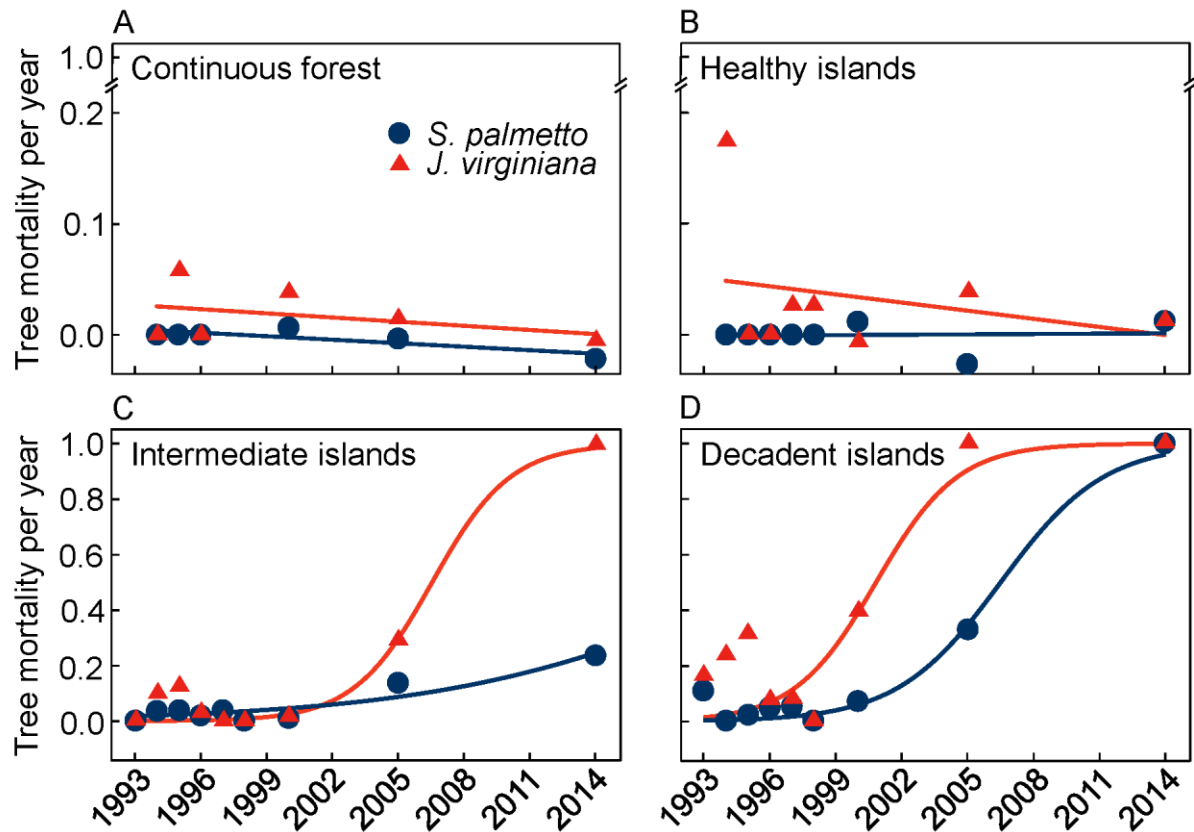 A
B
Tree mortality per year
1.0
0.2
0.1
0.0
Continuous forest
S. palmetto
J. virginiana
Healthy islands
C
D
Tree mortality per year
1.0
0.8
0.6
0.4
0.2
0.0
Intermediate islands
Decadent islands
1993 1996 1999 2002 2005 2008 2011 2014
1993 1996 1999 2002 2005 2008 2011 2014